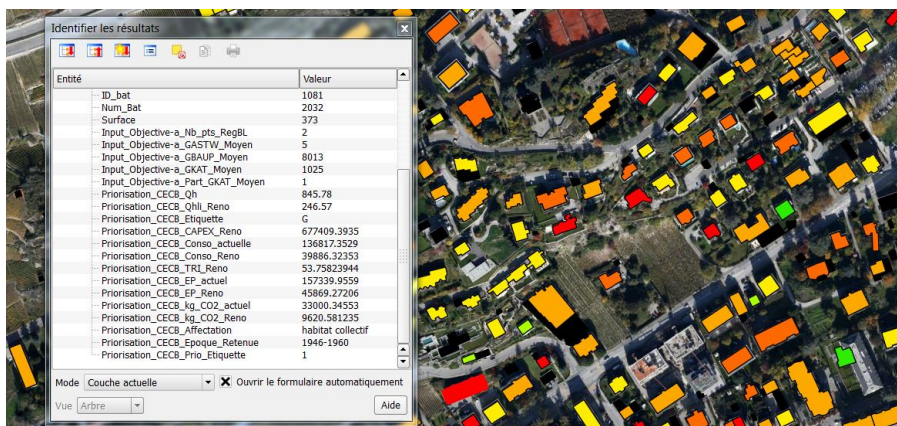 Identifier les résultats
Entité Valeur
ID_bat 1081
Num_Bat 2032
Surface 373
Input_Objective-a_Nb_pts_RegBL 2
Input_Objective-a_GASTW_Moyen 5
Input_Objective-a_GBAUP_Moyen 8013
Input_Objective-a_GKAT_Moyen 1025
Input_Objective-a_Part_GKAT_Moyen 1
Priorisation_CECB_Qh 845.78
Priorisation_CECB_Qhli_Reno 246.57
Priorisation_CECB_Etiquette G
Priorisation_CECB_CAPEX_Reno 677409.3935
Priorisation_CECB_Conso_actuelle 136817.3529
Priorisation_CECB_Conso_Reno 39886.32353
Priorisation_CECB_TRI_Reno 53.75823944
Priorisation_CECB_EP_actuel 157339.9559
Priorisation_CECB_EP_Reno 45869.27206
Priorisation_CECB_kg_CO2_actuel 33000.34553
Priorisation_CECB_kg_CO2_Reno 9620.581235
Priorisation_CECB_Affectation habitat collectif
Priorisation_CECB_Epoque_Retenue 1946-1960
Priorisation_CECB_Prio_Etiquette 1
Mode Couche actuelle Ouvrir le formulaire automatiquement
Vue Arbre Aide